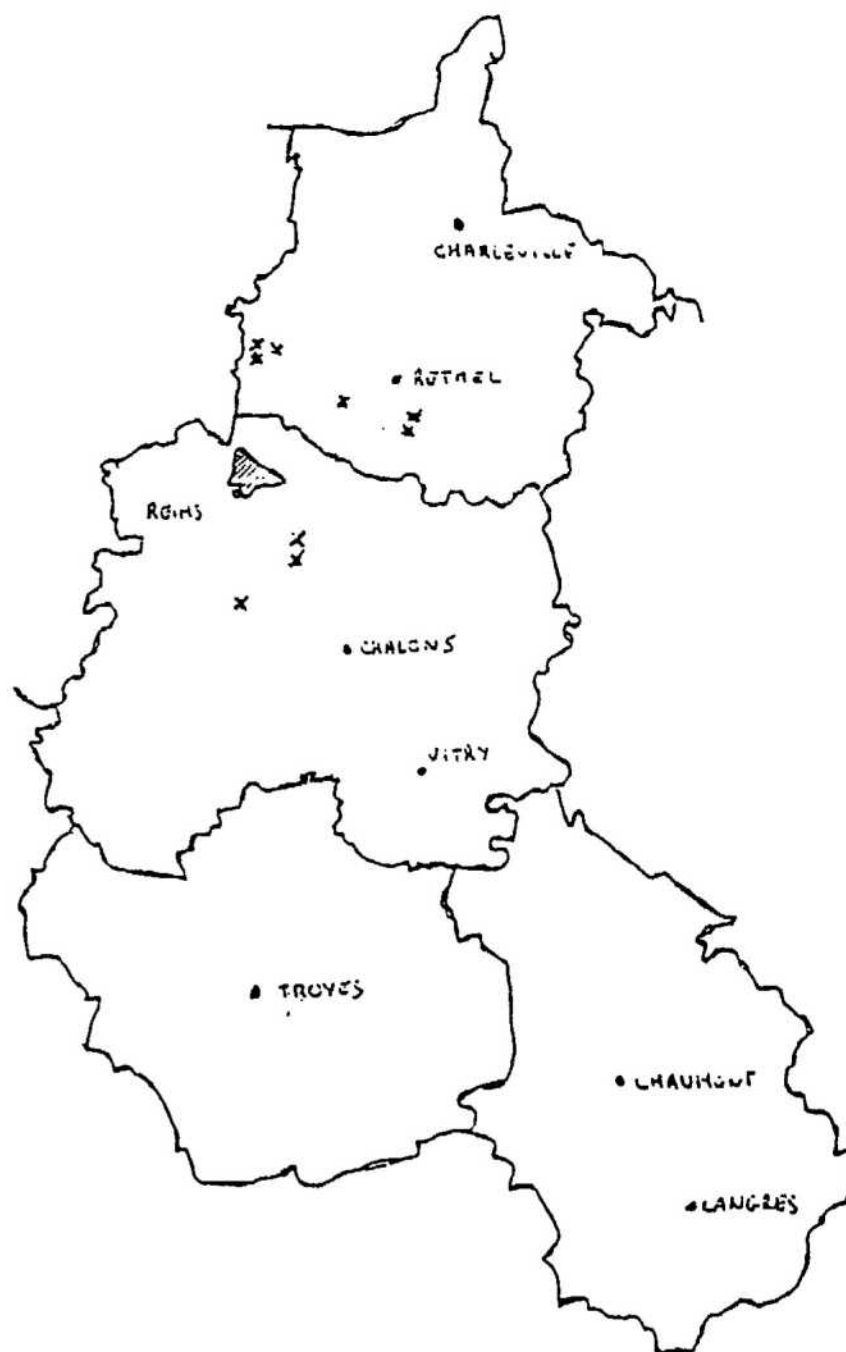 CHARLEVILLE
RETHEL
REIMS
CHALONS
VITRY
TROYES
CHAUMONT
LANGRES